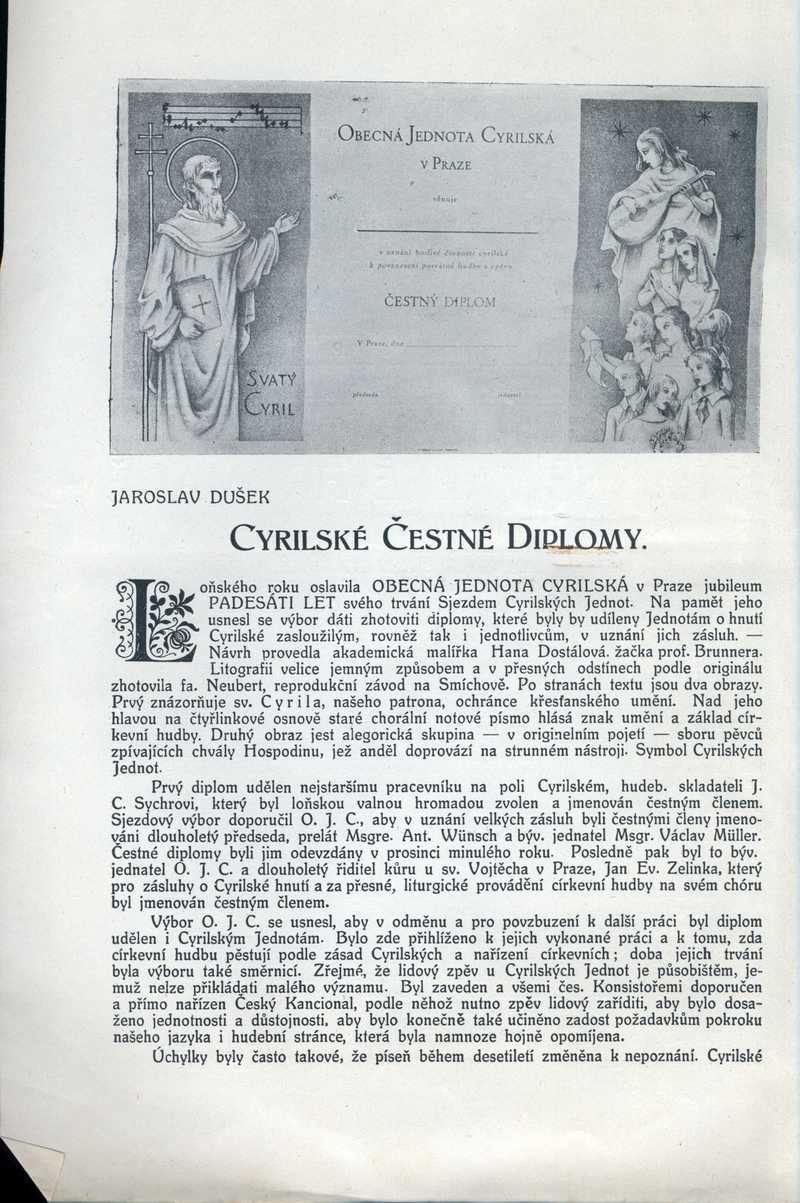 OBECNÁ JEDNOTA CYRILSKÁ
V PRAZE
věnuje
v uznání horlivé činnosti cyrilské
k povznesení posvátné hudby a zpěvu
ČESTNÝ DIPLOM
V Praze, dne
předseda jednatel
SVATÝ
CYRIL
JAROSLAV DUŠEK
CYRILSKÉ ČESTNÉ DIPLOMY.
Loňského roku oslavila OBECNÁ JEDNOTA CYRILSKÁ v Praze jubileum
PADESÁTI LET svého trvání Sjezdem Cyrilských Jednot. Na pamět jeho
usnesl se výbor dáti zhotoviti diplomy, které byly by uděleny Jednotám o hnutí
Cyrilské zasloužilým, rovněž tak i jednotlivcům, v uznání jich zásluh. —
Návrh provedla akademická malířka Hana Dostálová. žačka prof. Brunnera.
Litografii velice jemným způsobem a v přesných odstínech podle originálu
zhotovila fa. Neubert, reprodukční závod na Smíchově. Po stranách textu jsou dva obrazy.
Prvý znázorňuje sv. Cyrila, našeho patrona, ochránce křesťanského umění. Nad jeho
hlavou na čtyřlinkové osnově staré chorální notové písmo hlásá znak umění a základ cír-
kevní hudby. Druhý obraz jest alegorická skupina — v originelním pojetí — sboru pěvců
zpívajících chvály Hospodinu, jež anděl doprovází na strunném nástroji. Symbol Cyrilských
Jednot.
Prvý diplom udělen nejstaršímu pracevníku na poli Cyrilském, hudeb. skladateli J.
C. Sychrovi, který byl loňskou valnou hromadou zvolen a jmenován čestným členem.
Sjezdový výbor doporučil O. J. C., aby v uznání velkých zásluh byli čestnými členy jmeno-
váni dlouholetý předseda, prelát Msgre. Ant. Wünsch a býv. jednatel Msgr. Václav Müller.
Čestné diplomy byli jim odevzdány v prosinci minulého roku. Posledně pak byl to býv.
jednatel O. J. C. a dlouholetý řiditel kůru u sv. Vojtěcha v Praze, Jan Ev. Zelinka, který
pro zásluhy o Cyrilské hnutí a za přesné, liturgické provádění církevní hudby na svém chóru
byl jmenován čestným členem.
Výbor O. J. C. se usnesl, aby v odměnu a pro povzbuzení k další práci byl diplom
udělen i Cyrilským Jednotám. Bylo zde přihlíženo k jejich vykonané práci a k tomu, zda
církevní hudbu pěstují podle zásad Cyrilských a nařízení církevních; doba jejich trvání
byla výboru také směrnicí. Zřejmé, že lidový zpěv u Cyrilských Jednot je působištěm, je-
muž nelze přikládati malého významu. Byl zaveden a všemi čes. Konsistořemi doporučen
a přímo nařízen Český Kancional, podle něhož nutno zpěv lidový zaříditi, aby bylo dosa-
ženo jednotnosti a důstojnosti, aby bylo konečně také učiněno zadost požadavkům pokroku
našeho jazyka i hudební stránce, která byla namnoze hojně opomíjena.
Úchylky byly často takové, že píseň během desetiletí změněna k nepoznání. Cyrilské